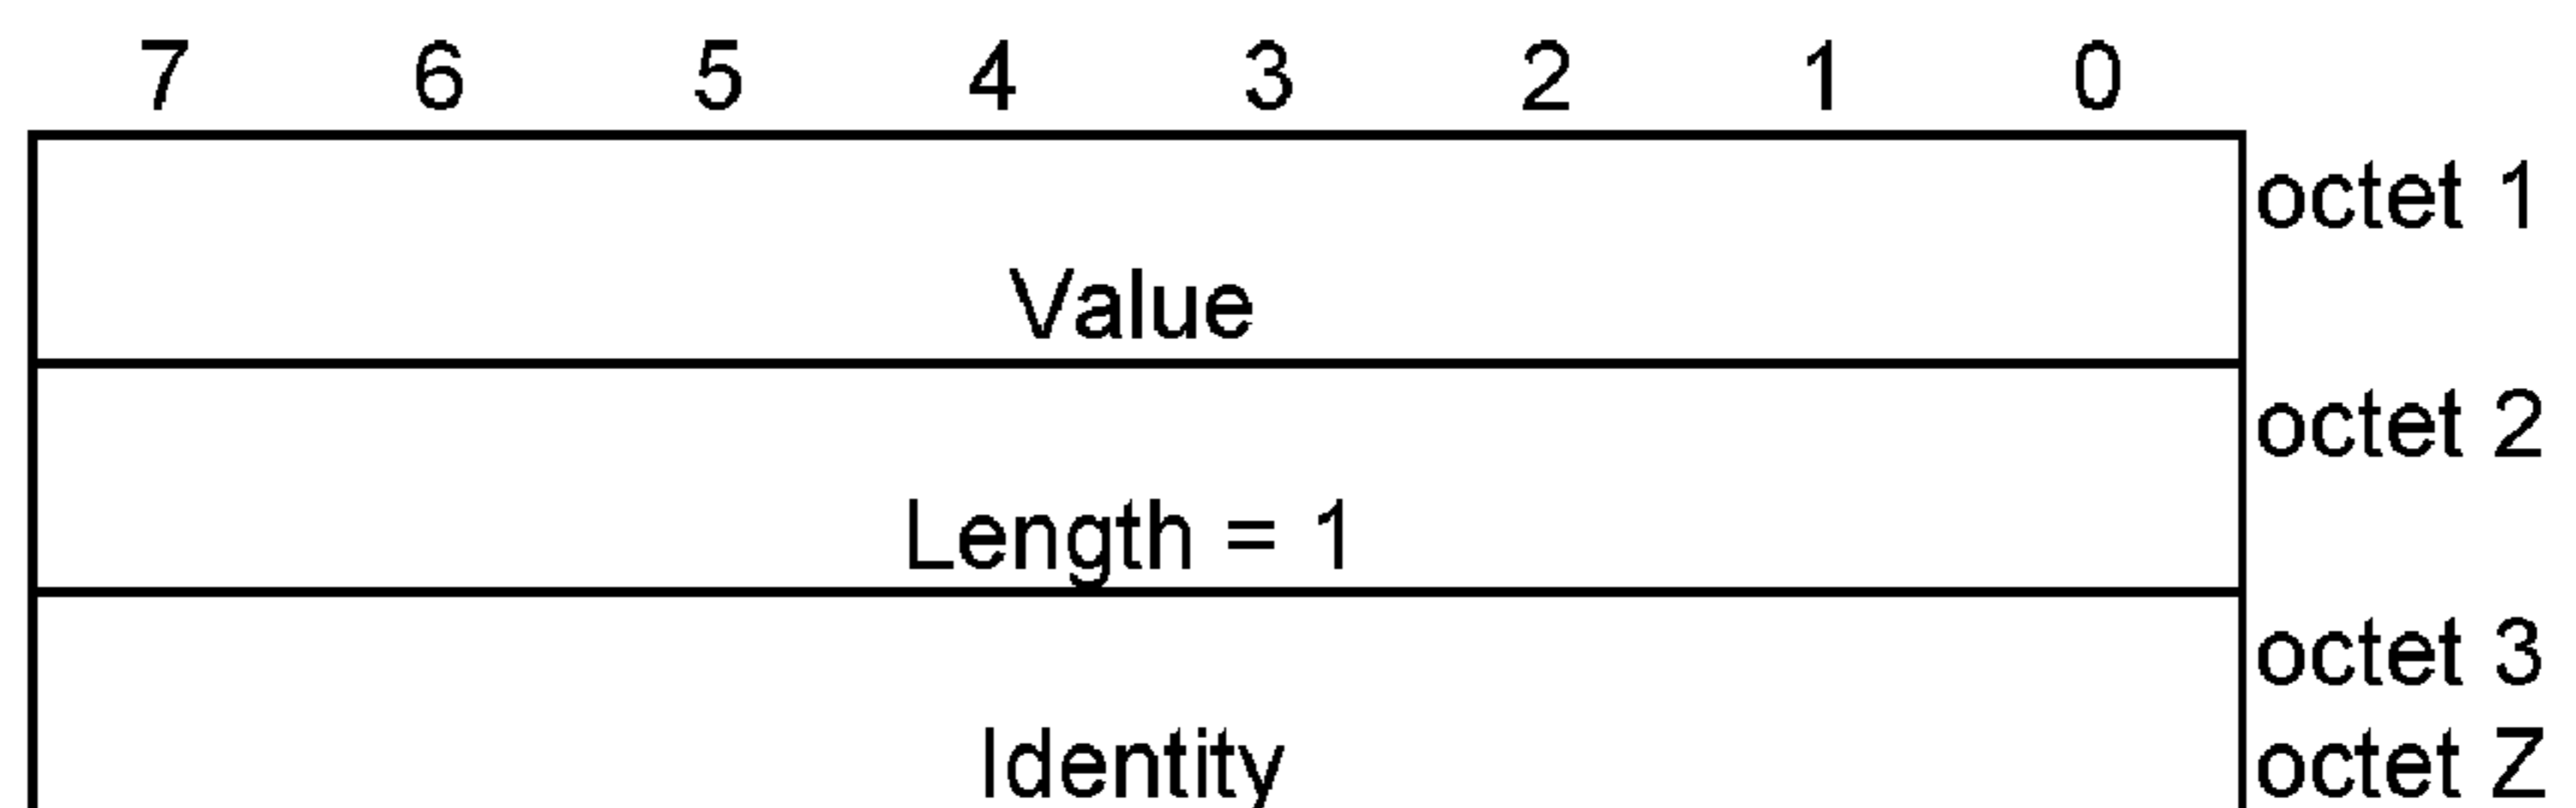 7 6 5 4 3 2 1 0
octet 1
Value
octet 2
Length = 1
octet 3
Identity octet Z